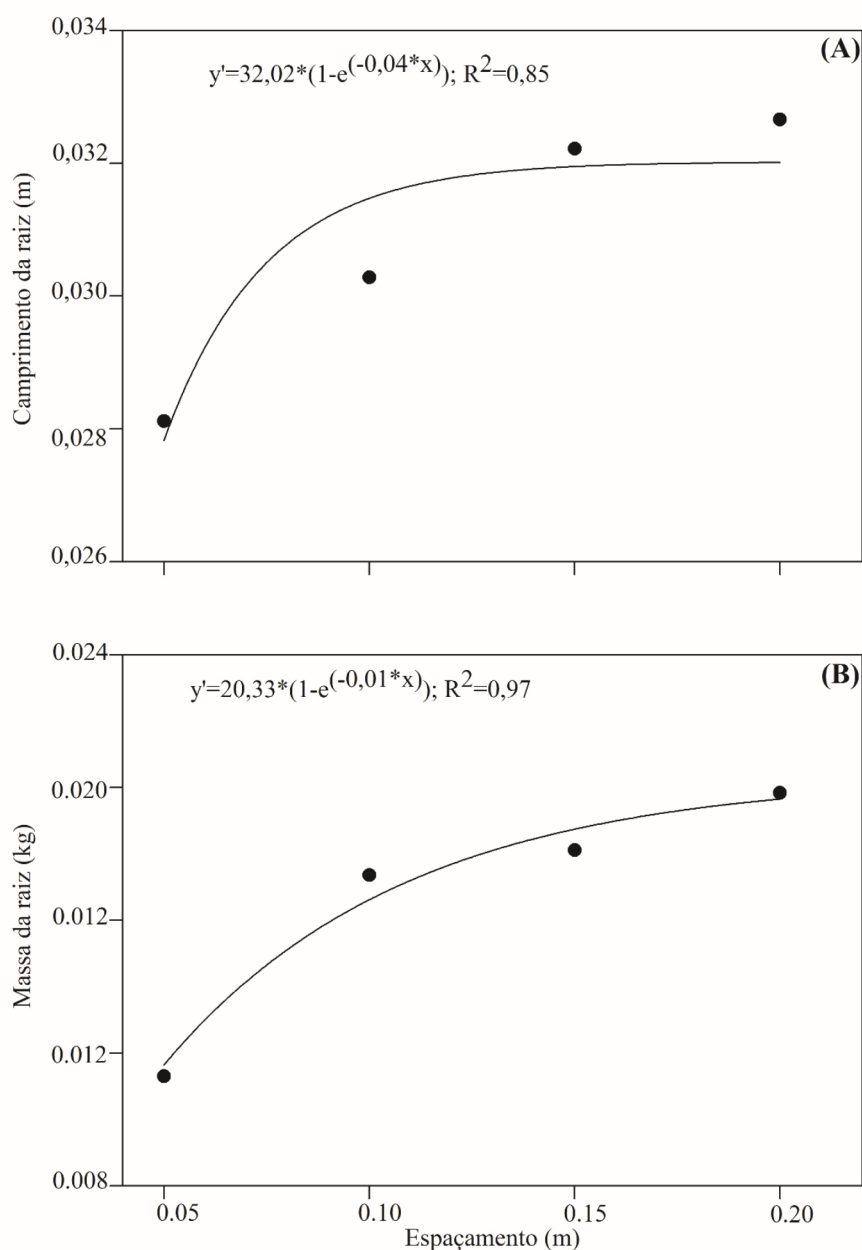 0,034
(A)
y'=32,02*(1-e(-0,04*x)); R2=0,85
0,032
0,030
0,028
0,026
Camprimento da raiz (m)
0.024
(B)
y'=20,33*(1-e(-0,01*x)); R2=0,97
0.020
0.012
0.012
0.008
Massa da raiz (kg)
0.05 0.10 0.15 0.20
Espaçamento (m)